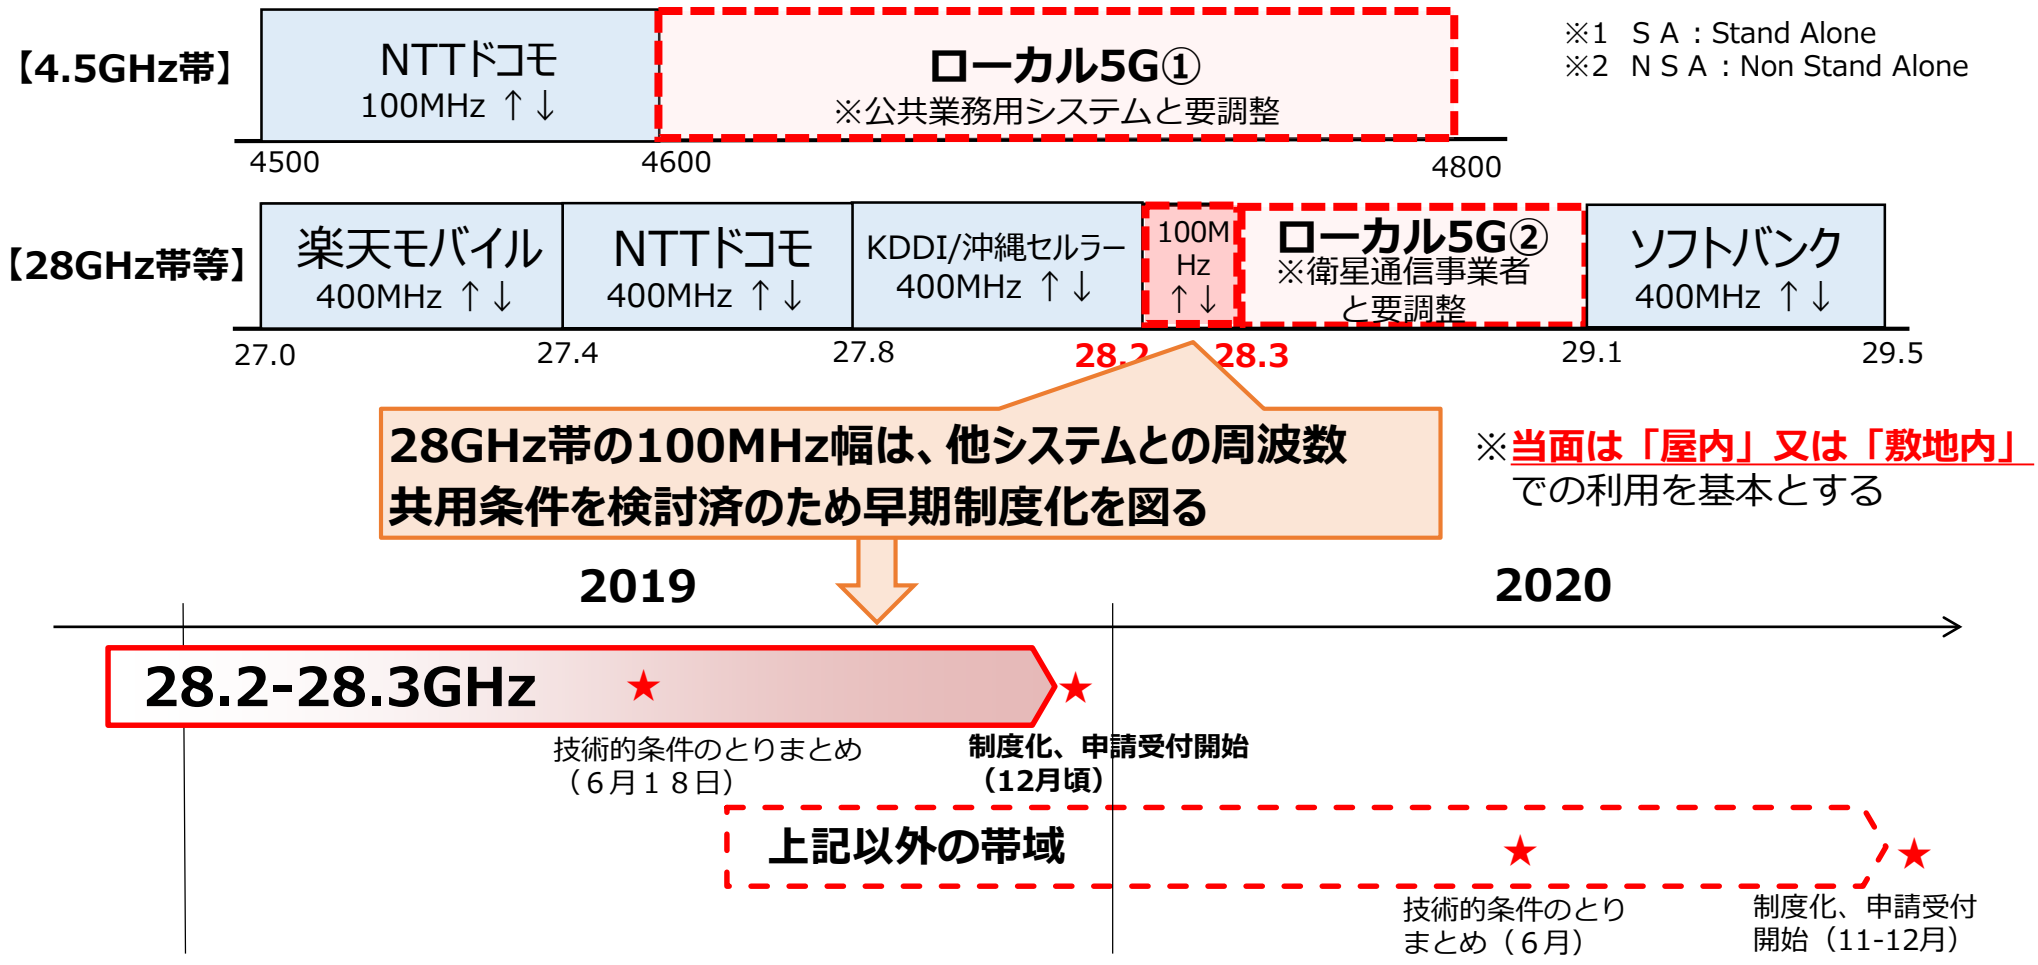 【4.5GHz帯】
NTTドコモ
100MHz ↑↓
ローカル5G①
※公共業務用システムと要調整
※1 ＳＡ：Stand Alone
※2 ＮＳＡ：Non Stand Alone
4500
4600
4800
【28GHz帯等】
楽天モバイル
400MHz ↑↓
NTTドコモ
400MHz ↑↓
KDDI/沖縄セルラー
400MHz ↑↓
100M
Hz
↑↓
ローカル5G②
※衛星通信事業者
と要調整
ソフトバンク
400MHz ↑↓
27.0
27.4
27.8
28.2
28.3
29.1
29.5
28GHz帯の100MHz幅は、他システムとの周波数
共用条件を検討済のため早期制度化を図る
※当面は「屋内」又は「敷地内」
での利用を基本とする
2019
2020
28.2-28.3GHz
★
★
技術的条件のとりまとめ
（６月１８日）
制度化、申請受付開始
（12月頃）
上記以外の帯域
★
★
技術的条件のとり
まとめ（６月）
制度化、申請受付
開始（11-12月）